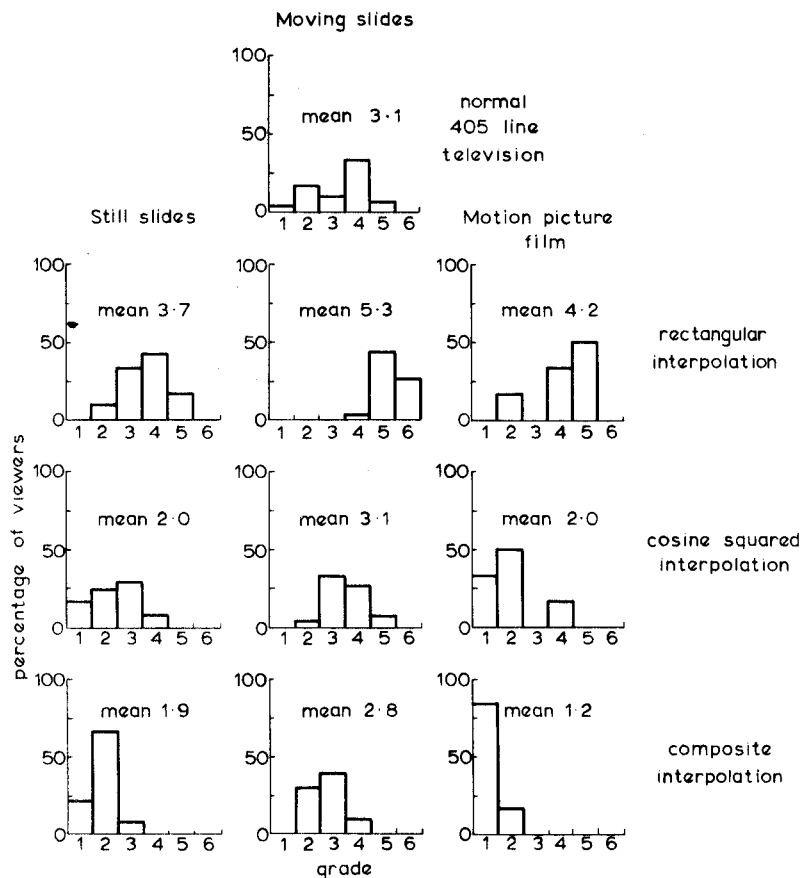 Moving slides
100
mean 3·1
50
0
1 2 3 4 5 6
normal
405 line
television
Still slides
Motion picture
film
100
mean 3·7
50
0
1 2 3 4 5 6
100
mean 5·3
50
0
1 2 3 4 5 6
100
mean 4·2
50
0
1 2 3 4 5 6
rectangular
interpolation
percentage of viewers
100
mean 2·0
50
0
1 2 3 4 5 6
100
mean 3·1
50
0
1 2 3 4 5 6
100
mean 2·0
50
0
1 2 3 4 5 6
cosine squared
interpolation
100
mean 1·9
50
0
1 2 3 4 5 6
100
mean 2·8
50
0
1 2 3 4 5 6
100
mean 1·2
50
0
1 2 3 4 5 6
composite
interpolation
grade